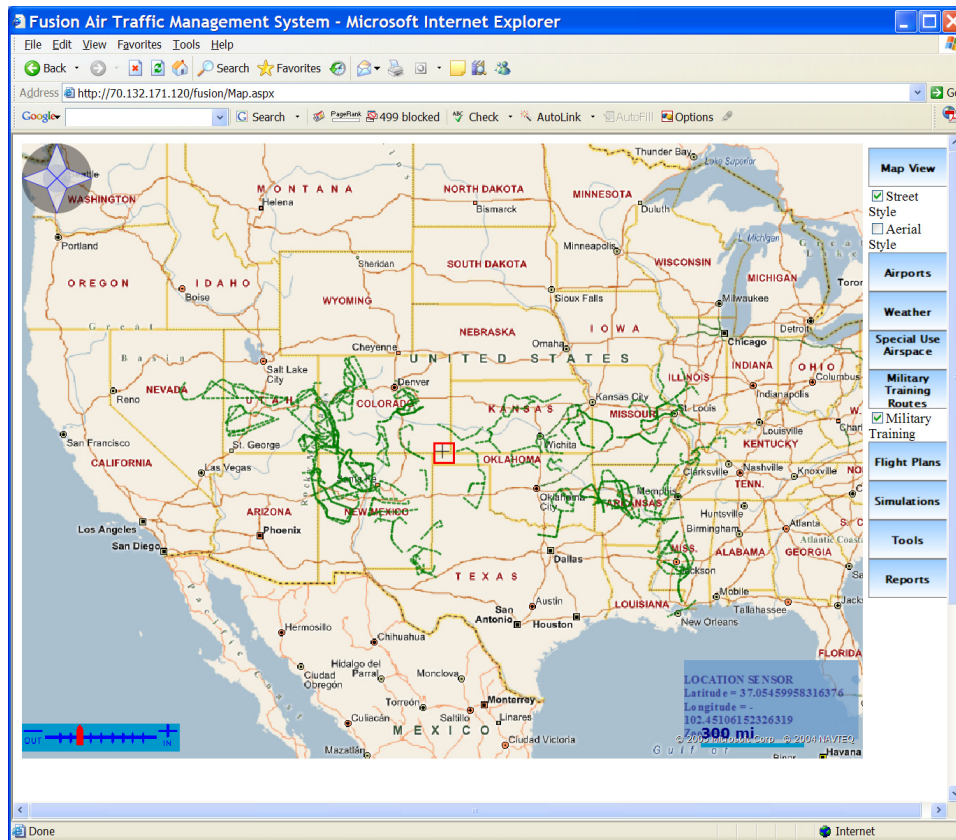 Fusion Air Traffic Management System - Microsoft Internet Explorer
File Edit View Favorites Tools Help
Back Search Favorites
Address http://70.132.171.120/fusion/Map.aspx Go
Google Search PageRank 499 blocked Check AutoLink AutoFill Options
Thunder Bay
Lake Superior
WASHINGTON
MONTANA
Helena
NORTH DAKOTA
Bismarck
MINNESOTA
Duluth
Portland
Minneapolis
L. Michigan
Sheridan
SOUTH DAKOTA
WISCONSIN
MICHIGAN
OREGON
IDAHO
Boise
WYOMING
Sioux Falls
Milwaukee
Great
NEBRASKA
IOWA
Detroit
Basin
Cheyenne
Omaha
Chicago
UNITED STATES
Salt Lake
City
INDIANA
OHIO
NEVADA
Reno
UTAH
Denver
COLORADO
KANSAS
Kansas City
ILLINOIS
Columbus
Indianapolis
MISSOURI
St. Louis
San Francisco
St. George
Wichita
Louisville
KENTUCKY
CALIFORNIA
Las Vegas
OKLAHOMA
Clarksville
Nashville
Knoxville
TENN.
Santa Fe
Oklahoma
City
Memphis
ARKANSAS
Huntsville
Los Angeles
ARIZONA
Phoenix
NEW MEXICO
Birmingham
Atlanta
San Diego
Dallas
MISS.
ALABAMA
GEORGIA
Jackson
TEXAS
Austin
San
Antonio
Houston
LOUISIANA
Mobile
Tallahassee
New Orleans
Hermosillo
Chihuahua
FLORIDA
Ciudad
Obregón
Hidalgo del
Parral
Monclova
Torreón
Monterrey
Culiacán
Saltillo
Linares
MEXICO
Mazatlán
Ciudad Victoria
Havana
LOCATION SENSOR
Latitude = 37.05459958316376
Longitude = -
102.45106152326319
300 mi
OUT IN
Map View
Street
Style
Aerial
Style
Airports
Weather
Special Use
Airspace
Military
Training
Routes
Military
Training
Flight Plans
Simulations
Tools
Reports
Done Internet